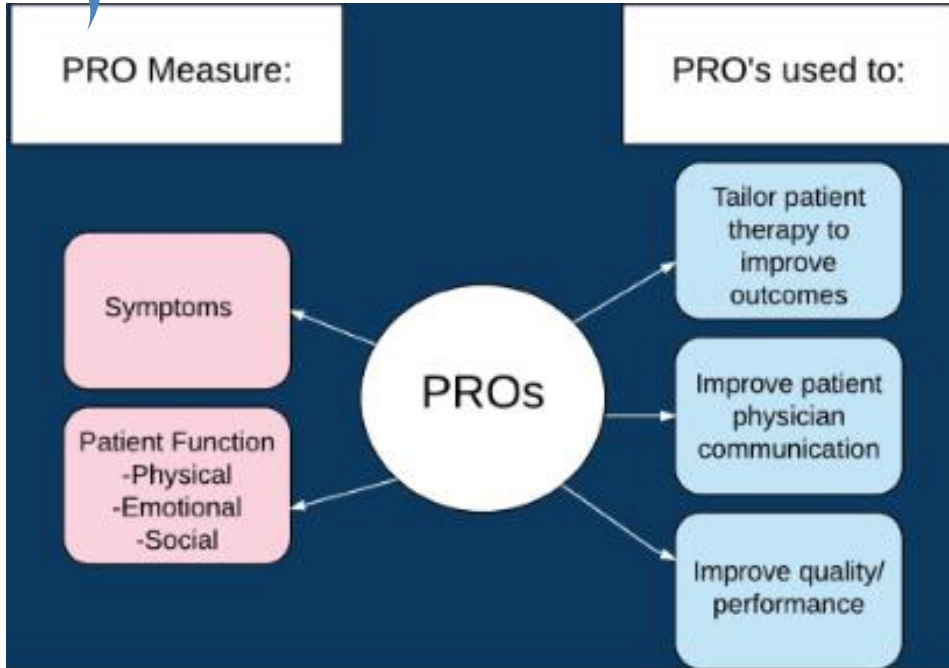 PRO Measure:
Symptoms
Patient Function
-Physical
-Emotional
-Social
PROs
PRO's used to:
Tailor patient
therapy to
improve
outcomes
Improve patient
physician
communication
Improve quality/
performance